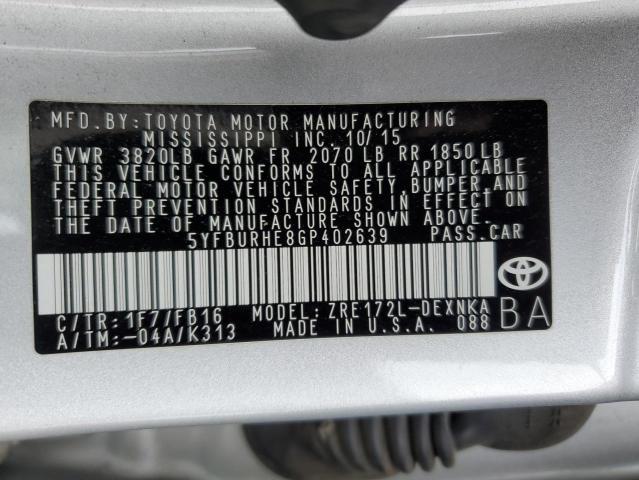 MFD.BY:TOYOTA MOTOR MANUFACTURING
MISSISSIPPI INC.10/15
GVWR 3820LB GAWR FR 2070 LB RR 1850LB
THIS VEHICLE CONFORMS TO ALL APPLICABLE
FEDERAL MOTOR VEHICLE SAFETY,BUMPER,AND
THEFT PREVENTION STANDARDS IN EFFECT ON
THE DATE OF MANUFACTURE SHOWN ABOVE.
5YFBURHE8GP402639 PASS.CAR
C/TR:1F7/FB16 MODEL:ZRE172L-DEXNKA
A/TM:-04A/K313 MADE IN U.S.A. 088 BA